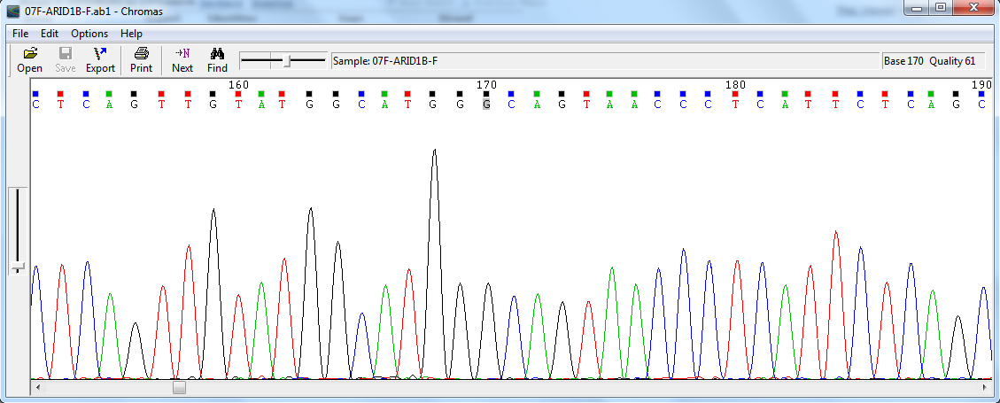 07F-ARID1B-F.ab1 - Chromas
File Edit Options Help
Open Save Export Print Next Find Sample: 07F-ARID1B-F Base 170 Quality 61
160 170 180 190
C T C A G T T G T A T G G C A T G G G C A G T A A C C C T C A T T C T C A G C